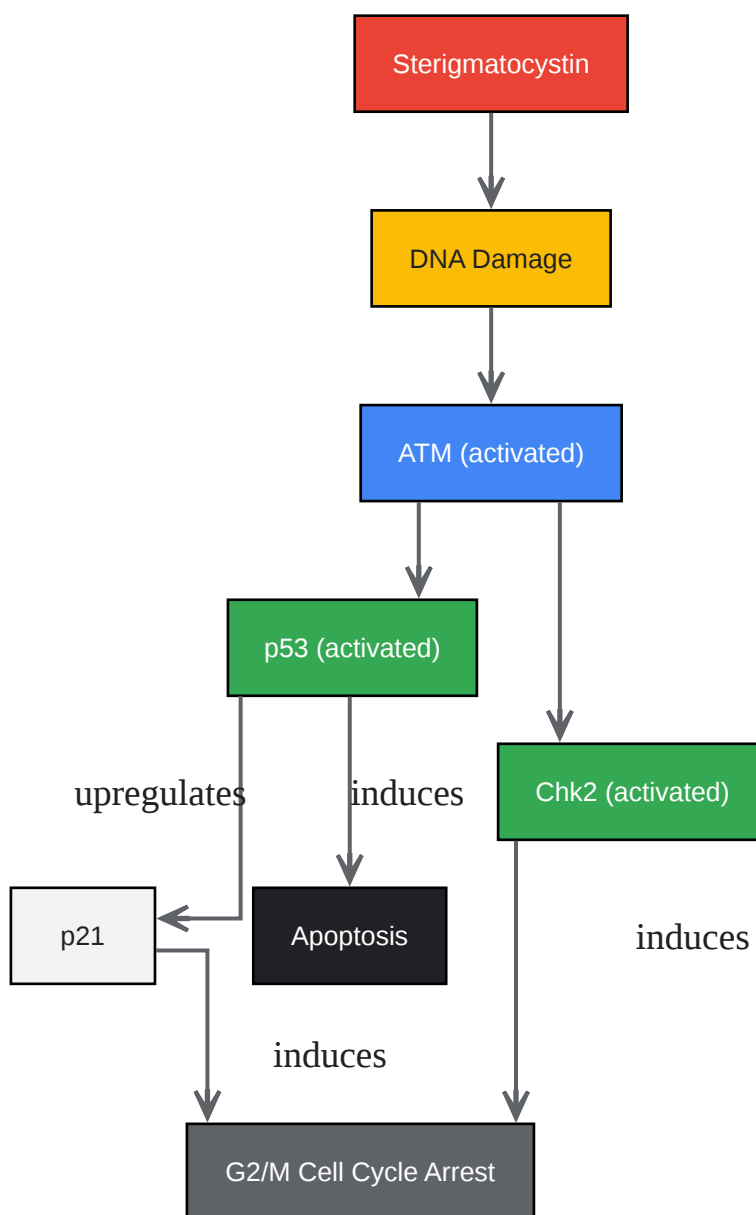 Sterigmatocystin
DNA Damage
ATM (activated)
p53 (activated)
upregulates
induces
Chk2 (activated)
p21
Apoptosis
induces
induces
G2/M Cell Cycle Arrest